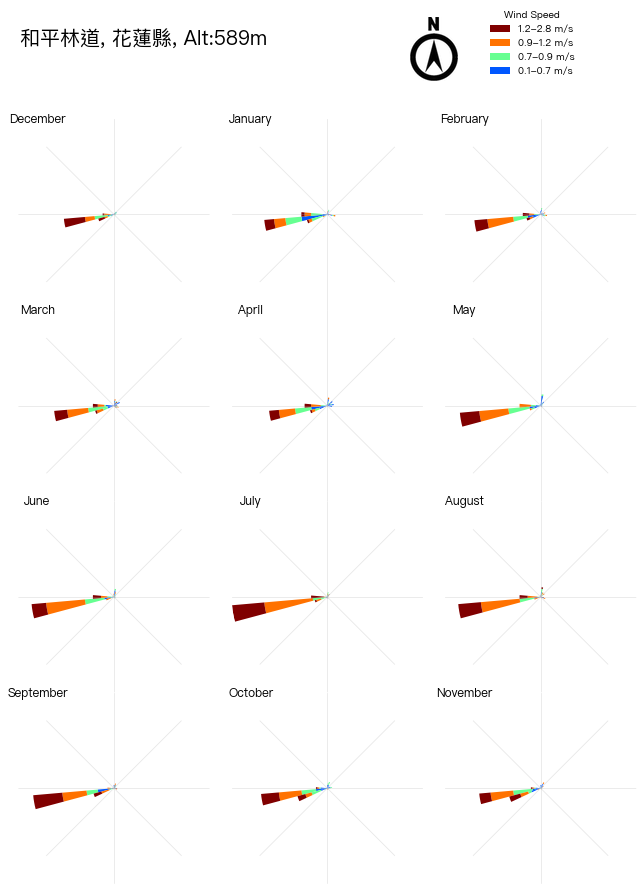 和平林道, 花蓮縣, Alt:589m
N
Wind Speed
1.2–2.8 m/s
0.9–1.2 m/s
0.7–0.9 m/s
0.1–0.7 m/s
December
January
February
March
April
May
June
July
August
September
October
November